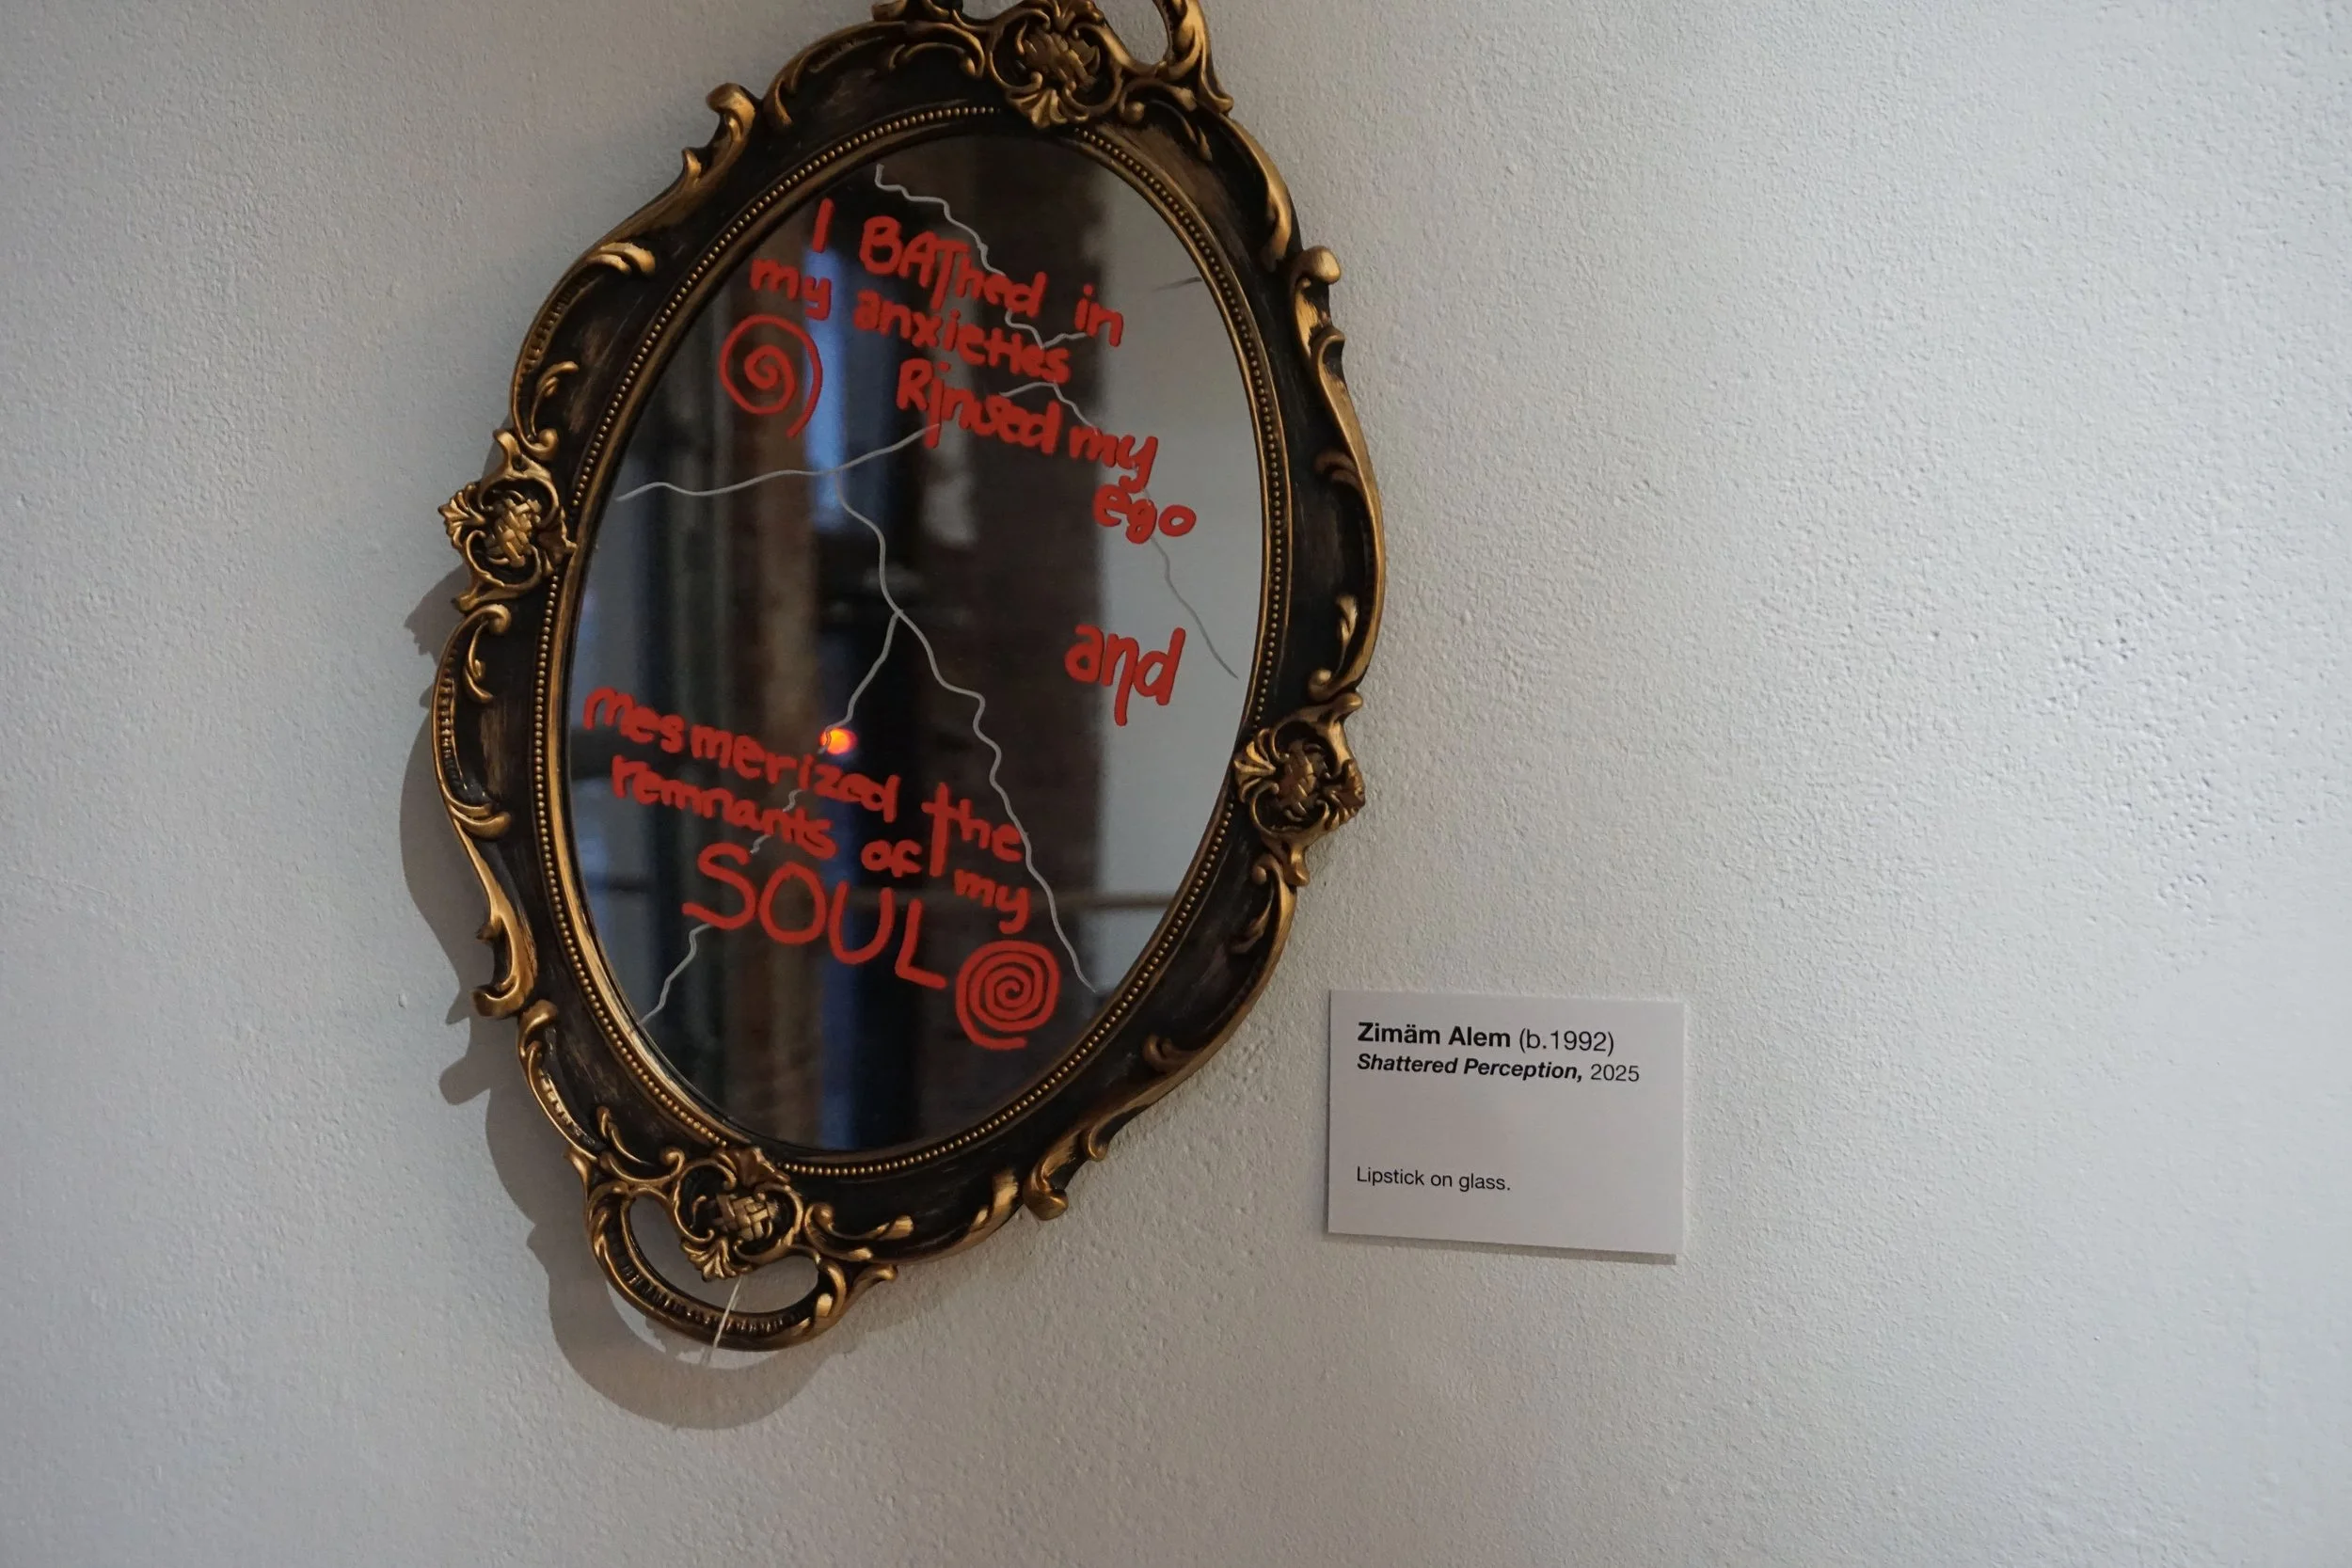 I BAThed in
my anxieties
Rinsed my
ego
and
mesmerized the
remnants of my
SOUL
Zimäm Alem (b.1992)
Shattered Perception, 2025
Lipstick on glass.